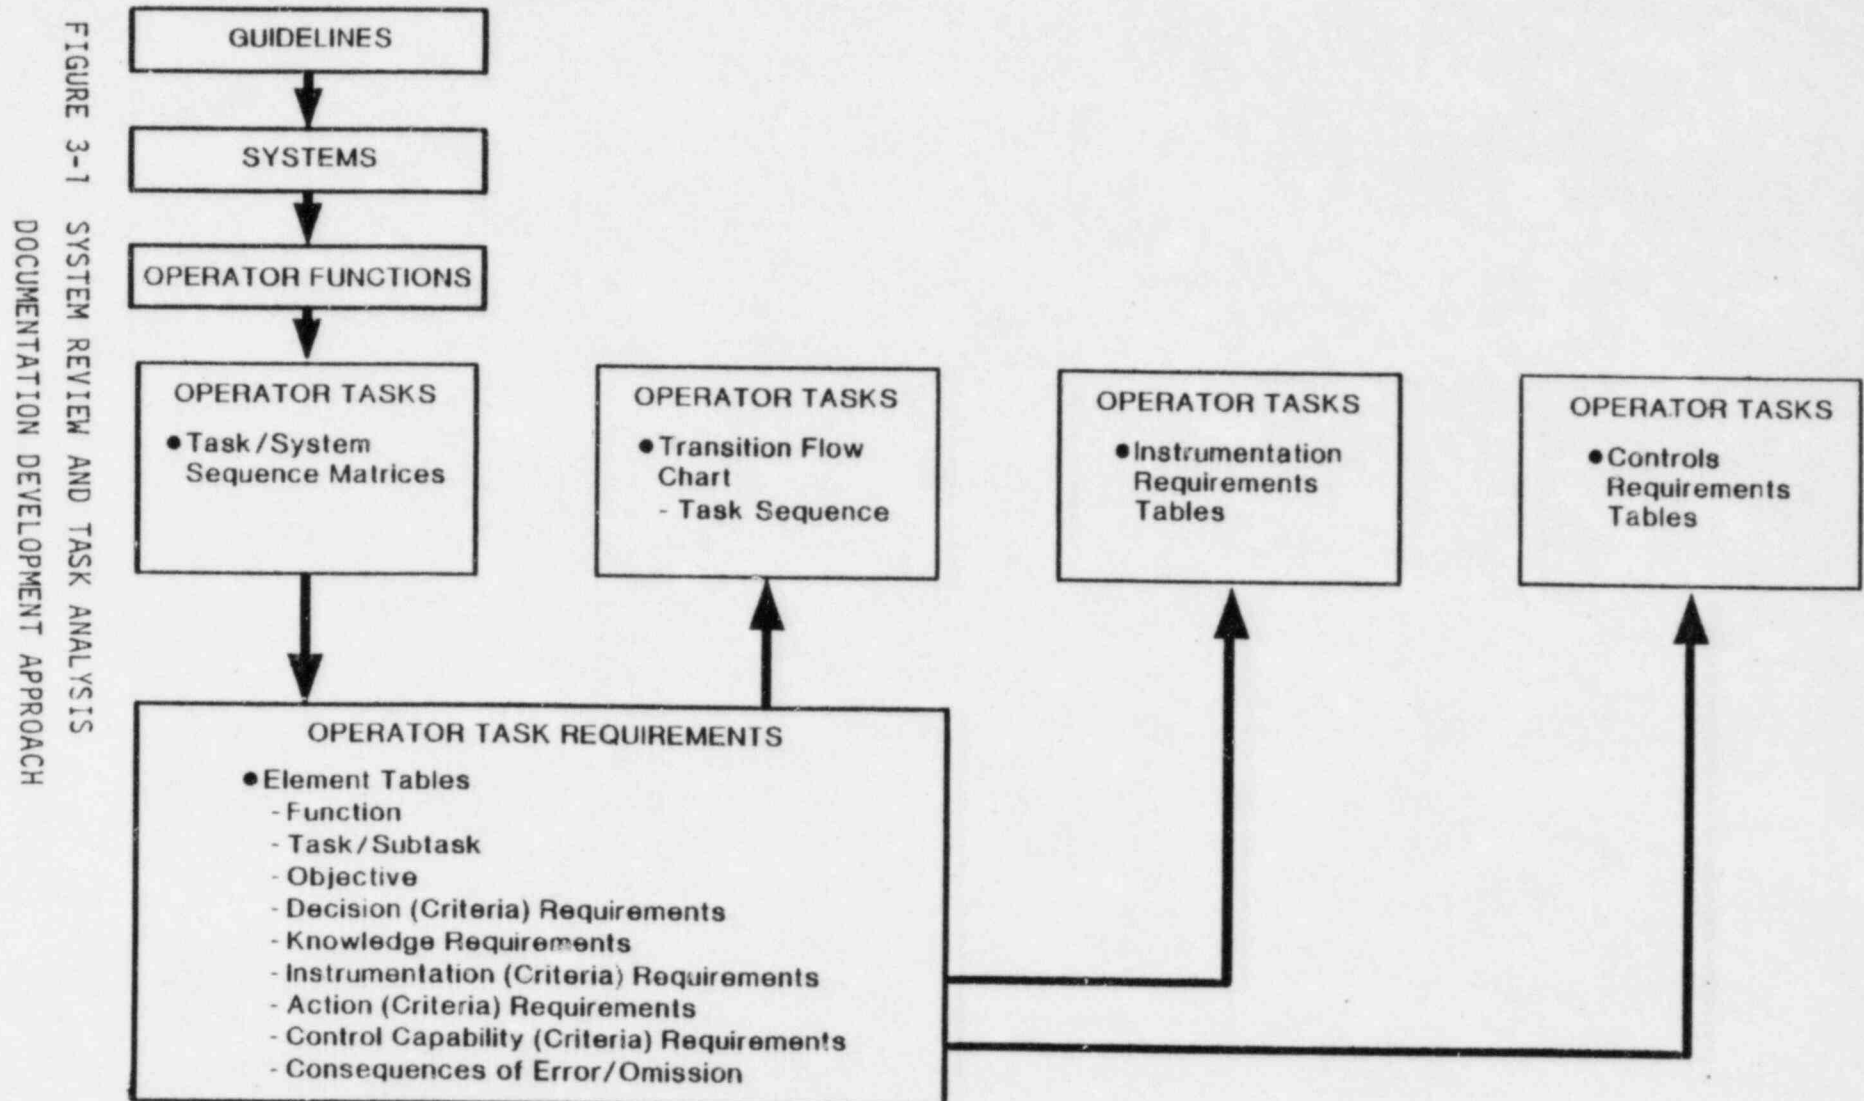 FIGURE 3-1 SYSTEM REVIEW AND TASK ANALYSIS
DOCUMENTATION DEVELOPMENT APPROACH
GUIDELINES
SYSTEMS
OPERATOR FUNCTIONS
OPERATOR TASKS
●Task/System
Sequence Matrices
OPERATOR TASKS
●Transition Flow
Chart
- Task Sequence
OPERATOR TASKS
●Instrumentation
Requirements
Tables
OPERATOR TASKS
●Controls
Requirements
Tables
OPERATOR TASK REQUIREMENTS
●Element Tables
- Function
- Task/Subtask
- Objective
- Decision (Criteria) Requirements
- Knowledge Requirements
- Instrumentation (Criteria) Requirements
- Action (Criteria) Requirements
- Control Capability (Criteria) Requirements
- Consequences of Error/Omission